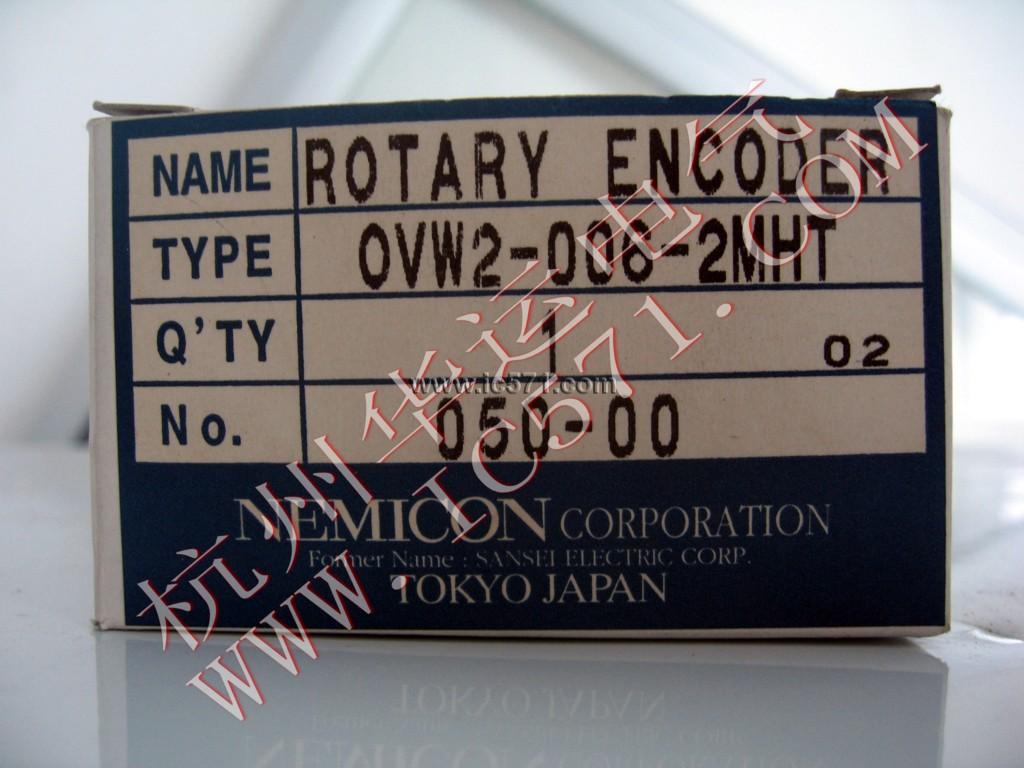 NAME ROTARY ENCODER
TYPE OVW2-006-2MHT
Q'TY 1 02
No. 050-00
NEMICON CORPORATION
Former Name : SANSEI ELECTRIC CORP.
TOKYO JAPAN
www.ic571.com
杭州华运电气
WWW.IC571.COM